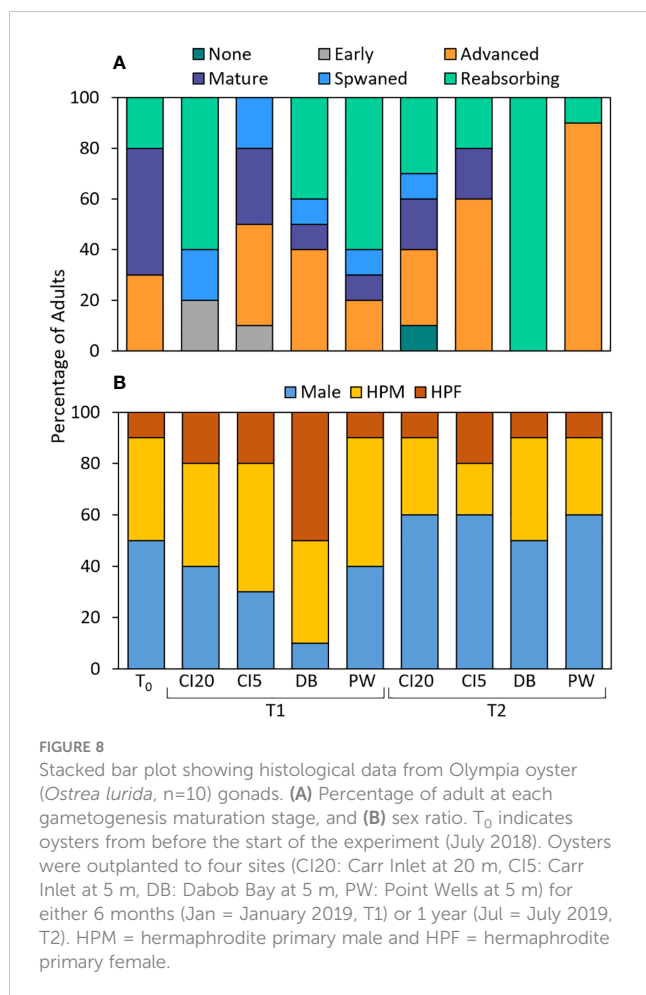 None Early Advanced
A Mature Spwaned Reabsorbing
100
80
60
40
20
0
Percentage of Adults
B Male HPM HPF
100
80
60
40
20
0
T0 CI20 CI5 DB PW CI20 CI5 DB PW
T1 T2
FIGURE 8
Stacked bar plot showing histological data from Olympia oyster
(Ostrea lurida, n=10) gonads. (A) Percentage of adult at each
gametogenesis maturation stage, and (B) sex ratio. T0 indicates
oysters from before the start of the experiment (July 2018). Oysters
were outplanted to four sites (CI20: Carr Inlet at 20 m, CI5: Carr
Inlet at 5 m, DB: Dabob Bay at 5 m, PW: Point Wells at 5 m) for
either 6 months (Jan = January 2019, T1) or 1 year (Jul = July 2019,
T2). HPM = hermaphrodite primary male and HPF = hermaphrodite
primary female.